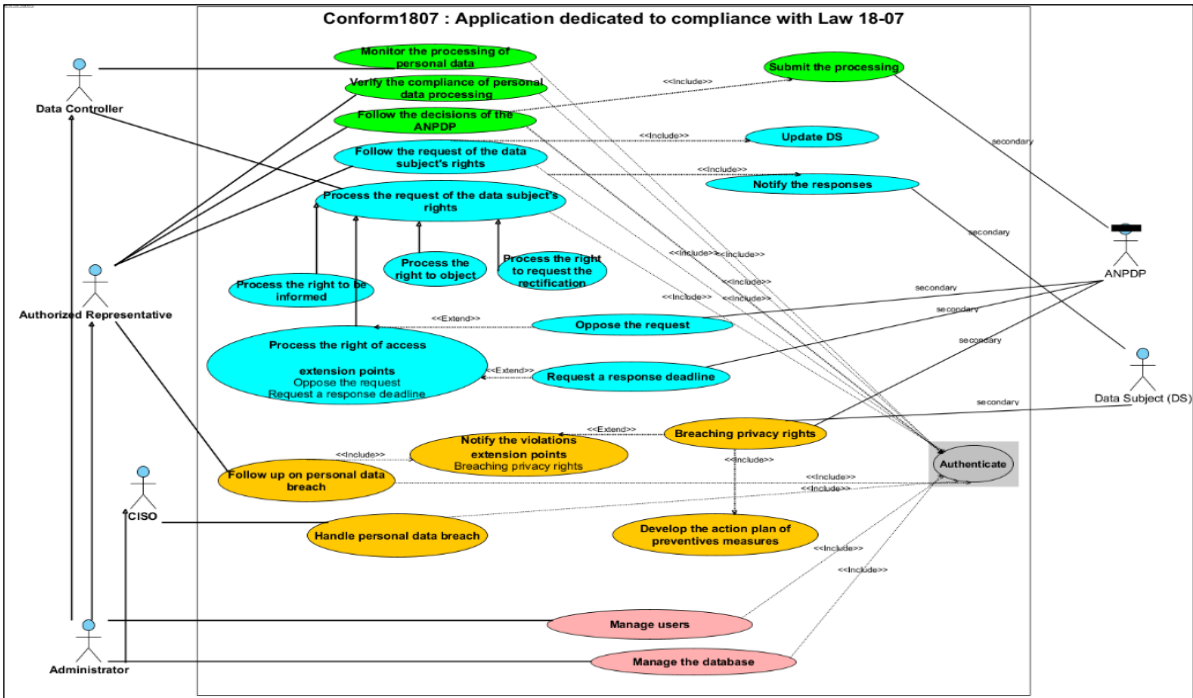 Conform1807 : Application dedicated to compliance with Law 18-07
Monitor the processing of
personal data
Submit the processing
<<Include>>
Verify the compliance of personal
data processing
Data Controller
Follow the decisions of the
ANPDP
<<Include>>
Update DS
secondary
Follow the request of the data
subject's rights
<<Include>>
Notify the responses
Process the request of the data subject's
rights
secondary
<<Include>>
<<Include>>
<<Include>>
<<Include>>
<<Include>>
<<Include>>
Process the
right to object
Process the right
to request the
rectification
ANPDP
Process the right to be
informed
secondary
Authorized Representative
<<Extend>>
Oppose the request
secondary
Process the right of access
extension points
Oppose the request
Request a response deadline
<<Extend>>
Request a response deadline
secondary
Data Subject (DS)
secondary
<<Extend>>
Breaching privacy rights
Notify the violations
extension points
Breaching privacy rights
<<Include>>
Authenticate
Follow up on personal data
breach
<<Include>>
<<Include>>
CISO
Handle personal data breach
Develop the action plan of
preventives measures
<<Include>>
<<Include>>
Manage users
Manage the database
Administrator